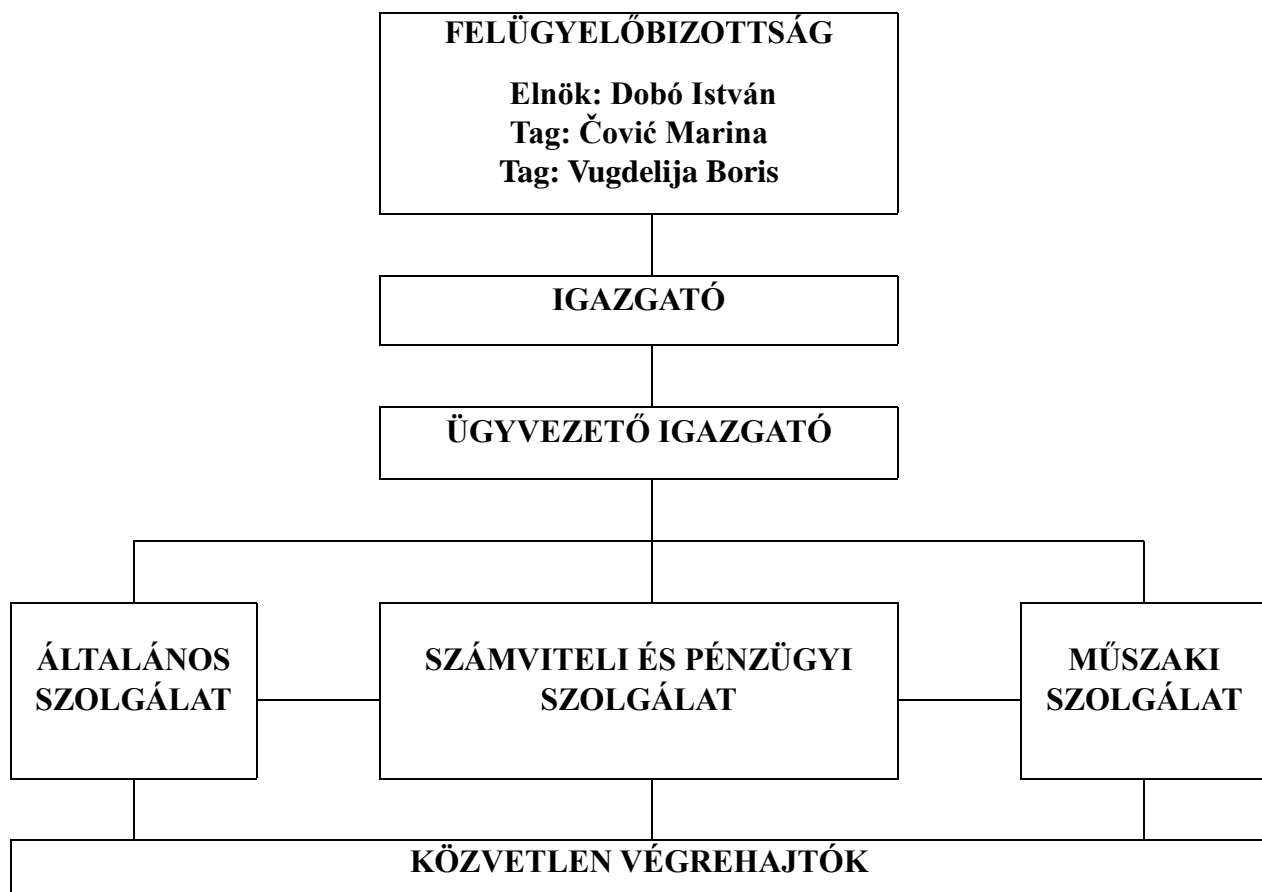 FELÜGYELŐBIZOTTSÁG
Elnök: Dobó István
Tag: Čović Marina
Tag: Vugdelija Boris
IGAZGATÓ
ÜGYVEZETŐ IGAZGATÓ
ÁLTALÁNOS
SZOLGÁLAT
SZÁMVITELI ÉS PÉNZÜGYI
SZOLGÁLAT
MŰSZAKI
SZOLGÁLAT
KÖZVETLEN VÉGREHAJTÓK